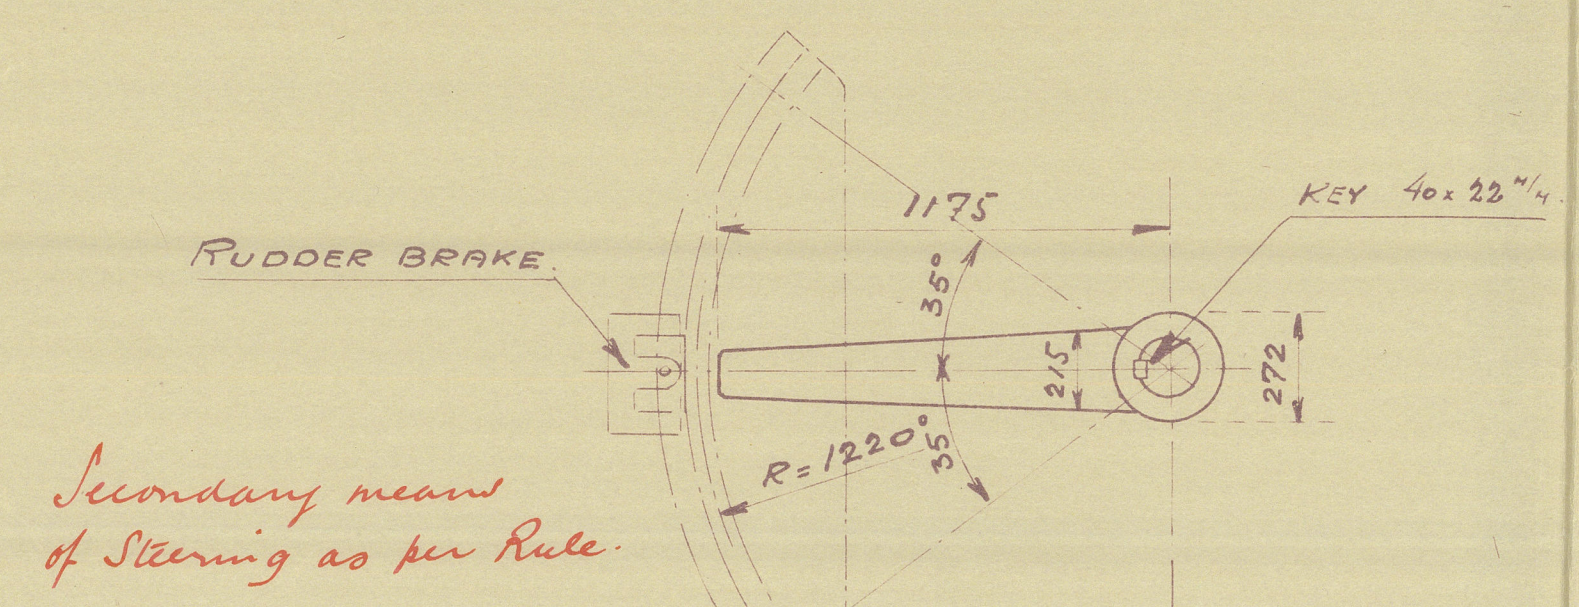 1175
KEY 40 x 22 M/M.
RUDDER BRAKE.
35°
215
272
R = 1220
35°
Secondary means
of Steering as per Rule.